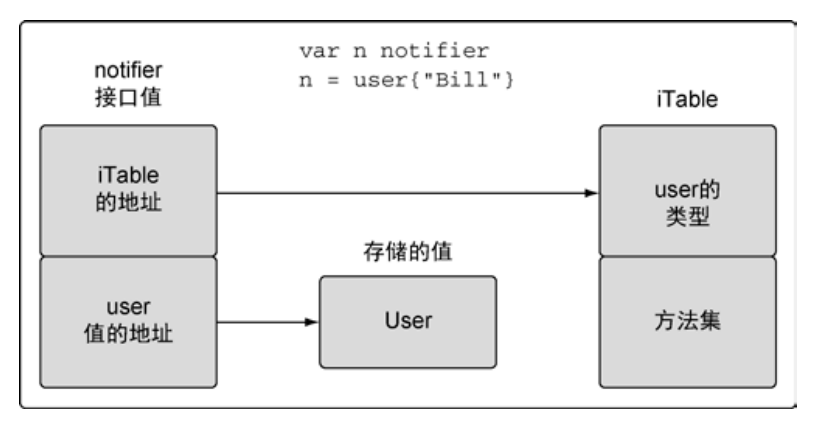 var n notifier
n = user{"Bill"}
notifier
接口值
iTable
iTable
的地址
user的
类型
存储的值
user
值的地址
User
方法集